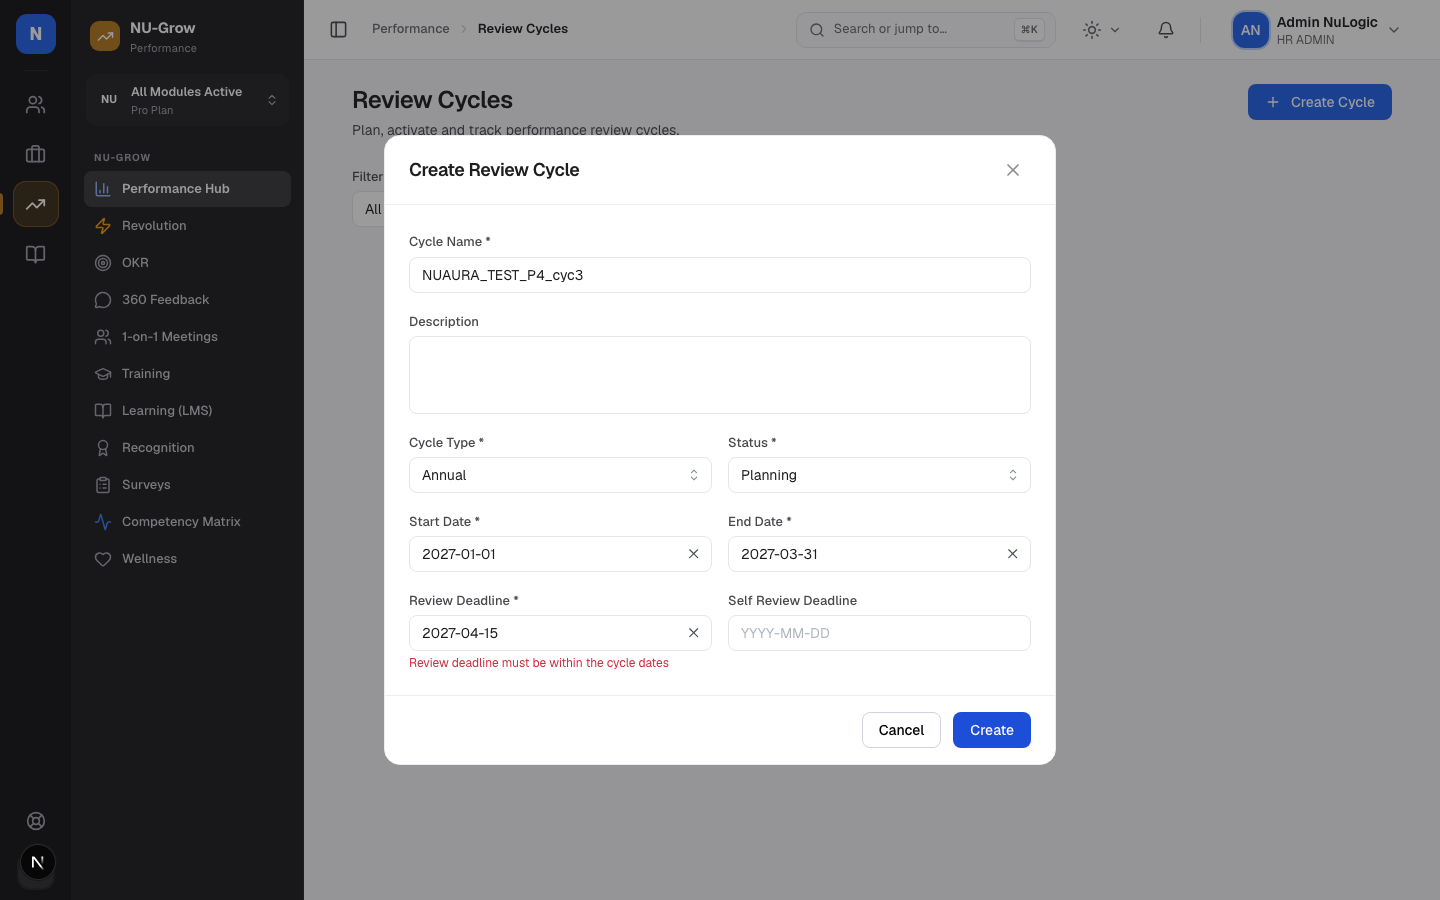 N
NU-Grow
Performance
NU
All Modules Active
Pro Plan
NU-GROW
Performance Hub
Revolution
OKR
360 Feedback
1-on-1 Meetings
Training
Learning (LMS)
Recognition
Surveys
Competency Matrix
Wellness
N
Performance
Review Cycles
Search or jump to...
⌘K
AN
Admin NuLogic
HR ADMIN
Review Cycles
Plan, activate and track performance review cycles.
Create Cycle
Filter
All
Create Review Cycle
Cycle Name *
NUAURA_TEST_P4_cyc3
Description
Cycle Type *
Status *
Annual
Planning
Start Date *
End Date *
2027-01-01
2027-03-31
Review Deadline *
Self Review Deadline
2027-04-15
YYYY-MM-DD
Review deadline must be within the cycle dates
Cancel
Create